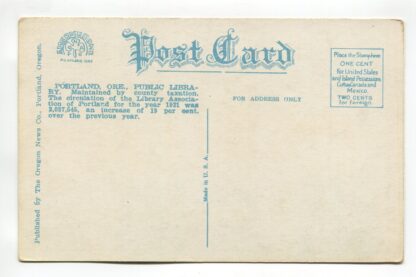 Post Card
PORTLAND, ORE., PUBLIC LIBRA-
RY. Maintained by county taxation.
The circulation of the Library Associa-
tion of Portland for the year 1921 was
2,087,545, an increase of 19 per cent.
over the previous year.
FOR ADDRESS ONLY
Place the Stamp here
ONE CENT
for United States
and Island Possessions
Cuba, Canada and
Mexico.
TWO CENTS
for Foreign.
Published by The Oregon News Co., Portland, Oregon.
Made in U. S. A.